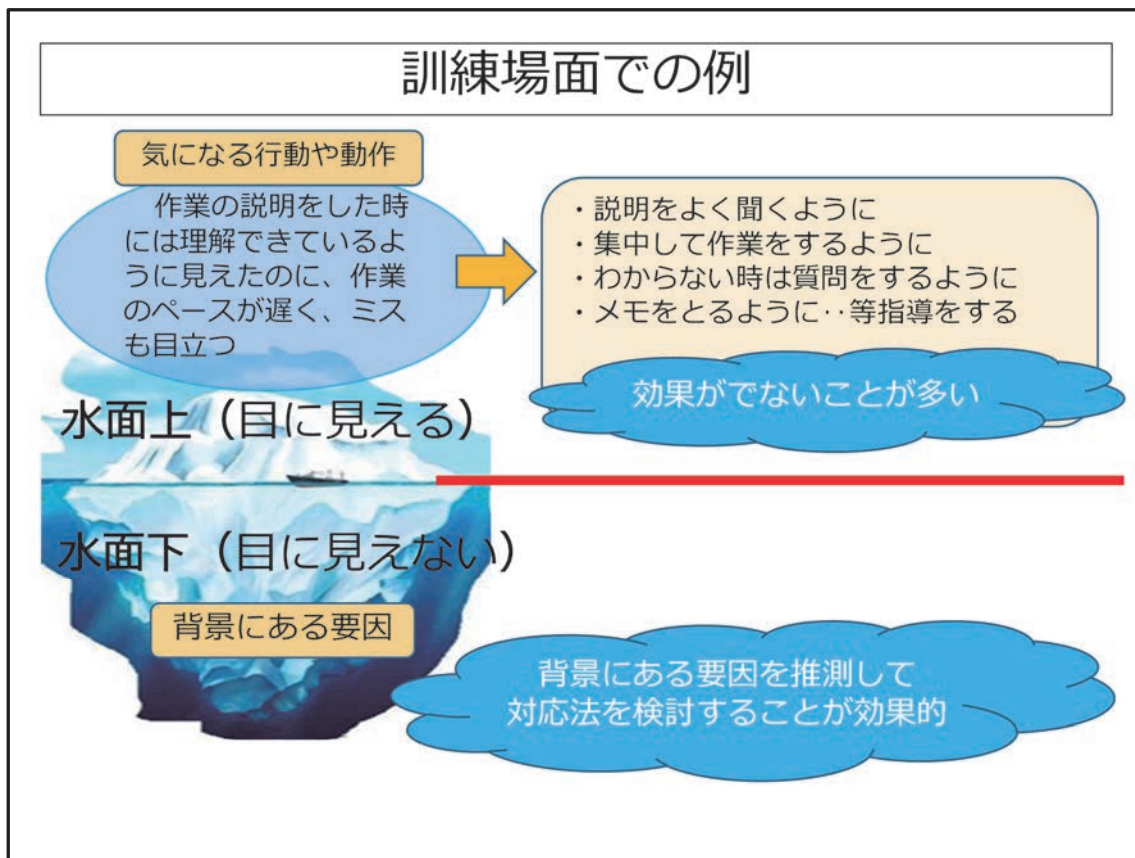 訓練場面での例
気になる行動や動作
作業の説明をした時
には理解できているよ
うに見えたのに、作業
のペースが遅く、ミス
も目立つ
・説明をよく聞くように
・集中して作業をするように
・わからない時は質問をするように
・メモをとるように‥等指導をする
効果がでないことが多い
水面上（目に見える）
水面下（目に見えない）
背景にある要因
背景にある要因を推測して
対応法を検討することが効果的